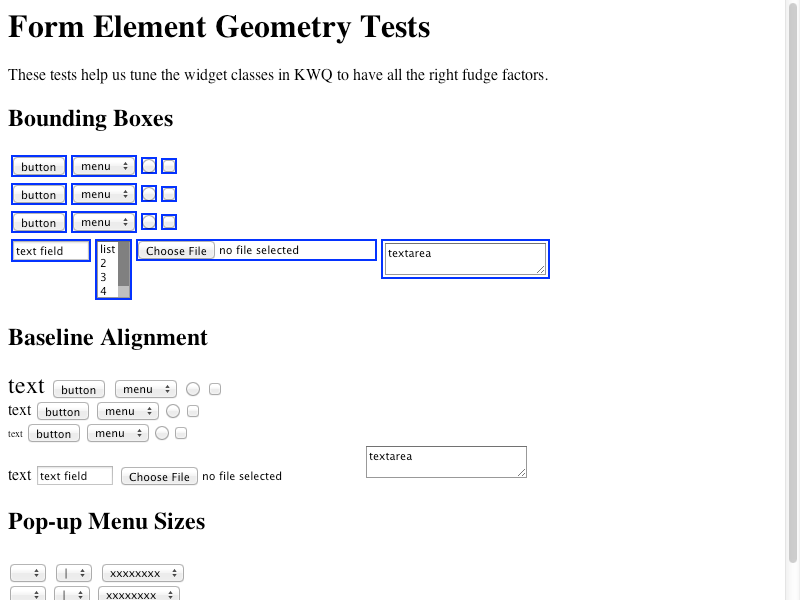 Form Element Geometry Tests
These tests help us tune the widget classes in KWQ to have all the right fudge factors.
Bounding Boxes
button menu
button menu
button menu
text field list Choose File no file selected textarea
2
3
4
Baseline Alignment
text button menu
text button menu
text button menu
textarea
text text field Choose File no file selected
Pop-up Menu Sizes
| xxxxxxxx
| xxxxxxxx